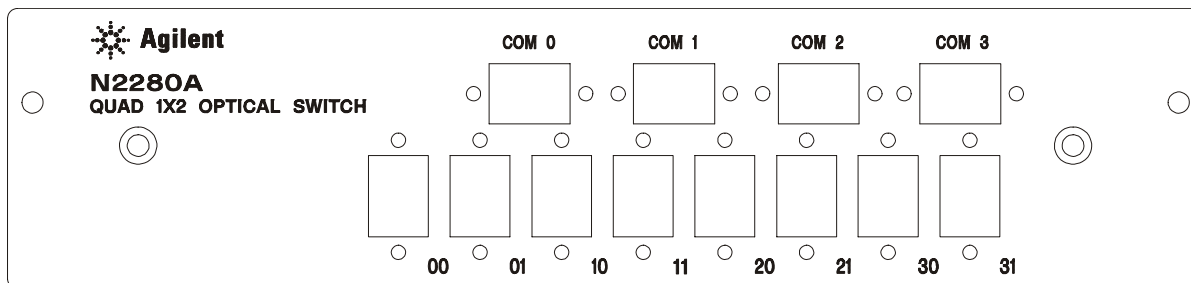 Agilent
N2280A
QUAD 1X2 OPTICAL SWITCH
COM 0 COM 1 COM 2 COM 3
00 01 10 11 20 21 30 31